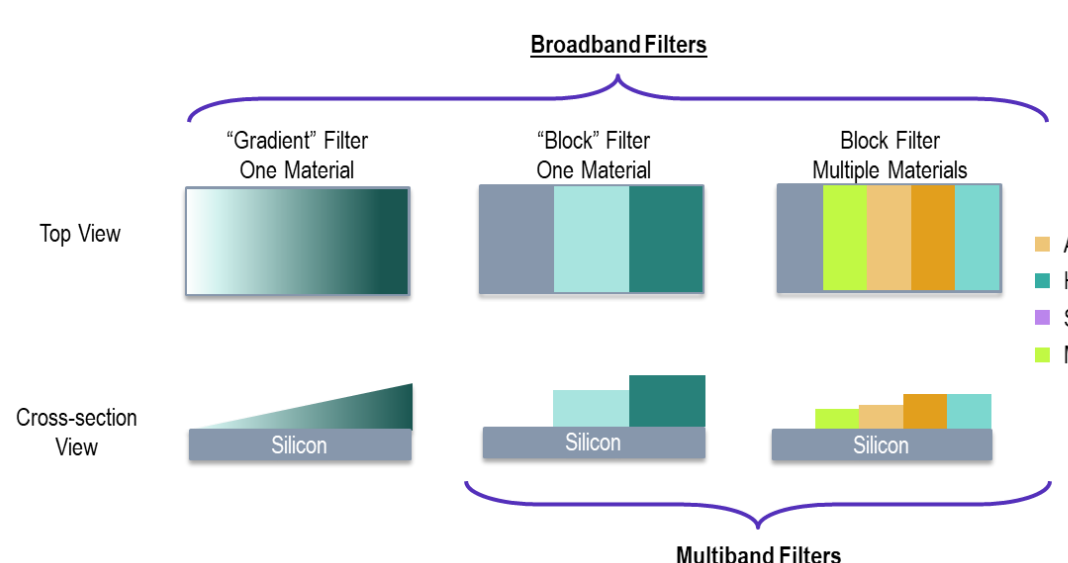 Broadband Filters
“Gradient” Filter
One Material
“Block” Filter
One Material
Block Filter
Multiple Materials
Top View
Cross-section
View
Silicon
Silicon
Silicon
Multiband Filters